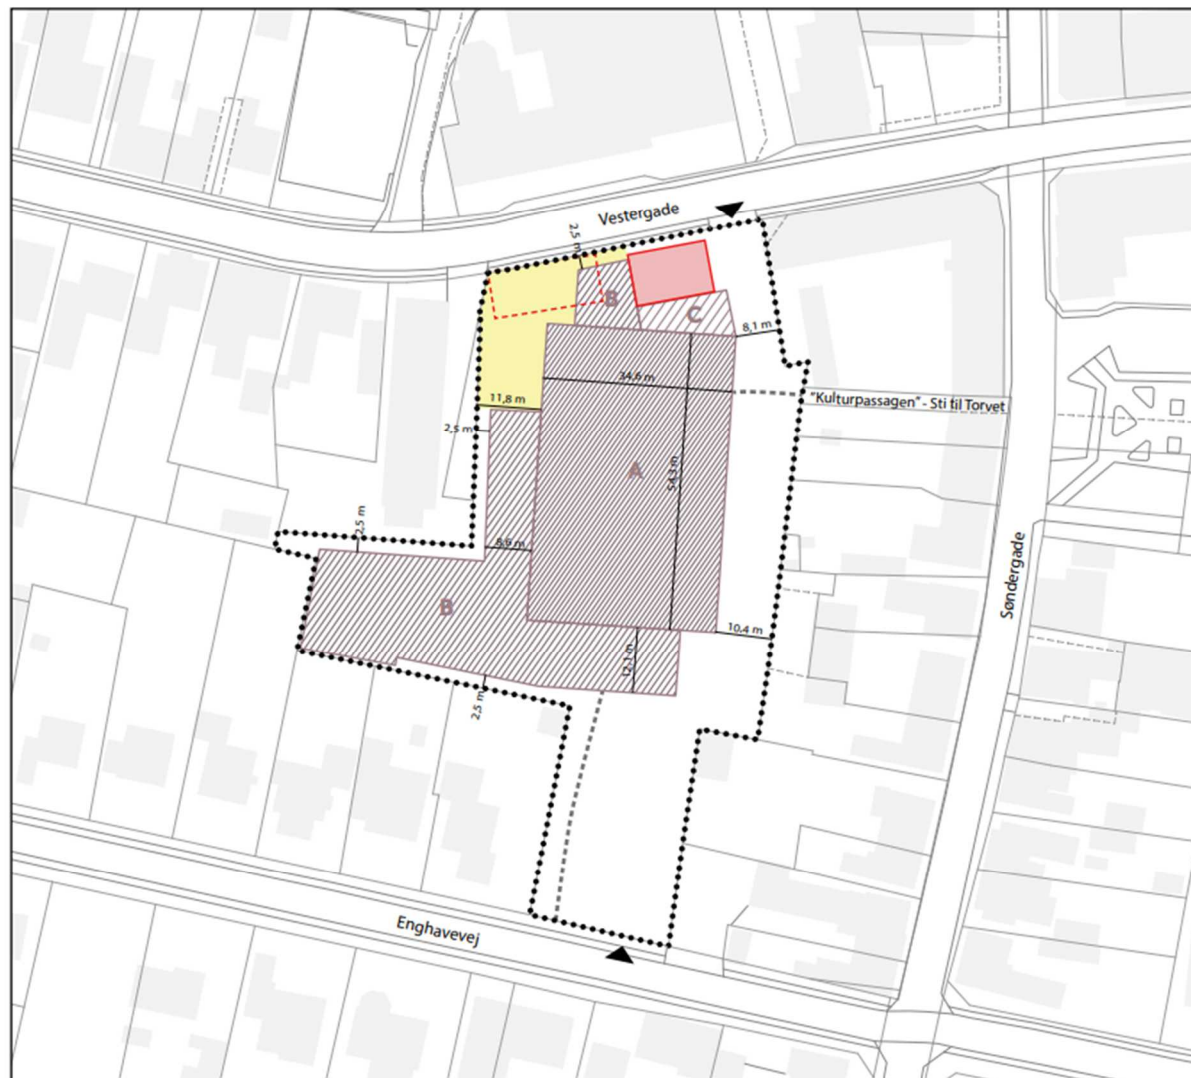 Vestergade
2,5 m
B
C
8,1 m
34,6 m
"Kulturpassagen" - Sti til Torvet
11,8 m
2,5 m
A
54,3 m
2,5 m
8,9 m
B
Søndergade
10,4 m
12,1 m
2,5 m
Enghavevej